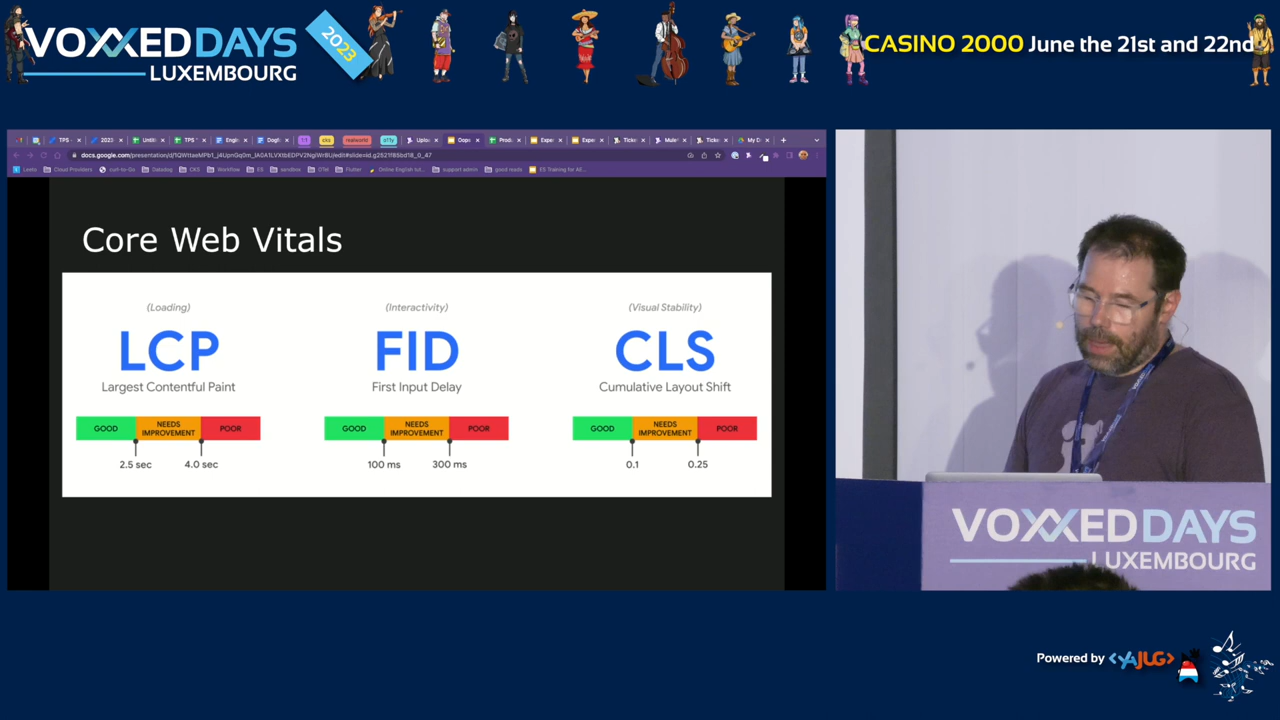 VOXXED DAYS
LUXEMBOURG
2023
CASINO 2000 June the 21st and 22nd
Core Web Vitals
(Loading)
LCP
Largest Contentful Paint
GOOD
NEEDS IMPROVEMENT
POOR
2.5 sec
4.0 sec
(Interactivity)
FID
First Input Delay
GOOD
NEEDS IMPROVEMENT
POOR
100 ms
300 ms
(Visual Stability)
CLS
Cumulative Layout Shift
GOOD
NEEDS IMPROVEMENT
POOR
0.1
0.25
VOXXED DAYS
LUXEMBOURG
Powered by <YAJUG>